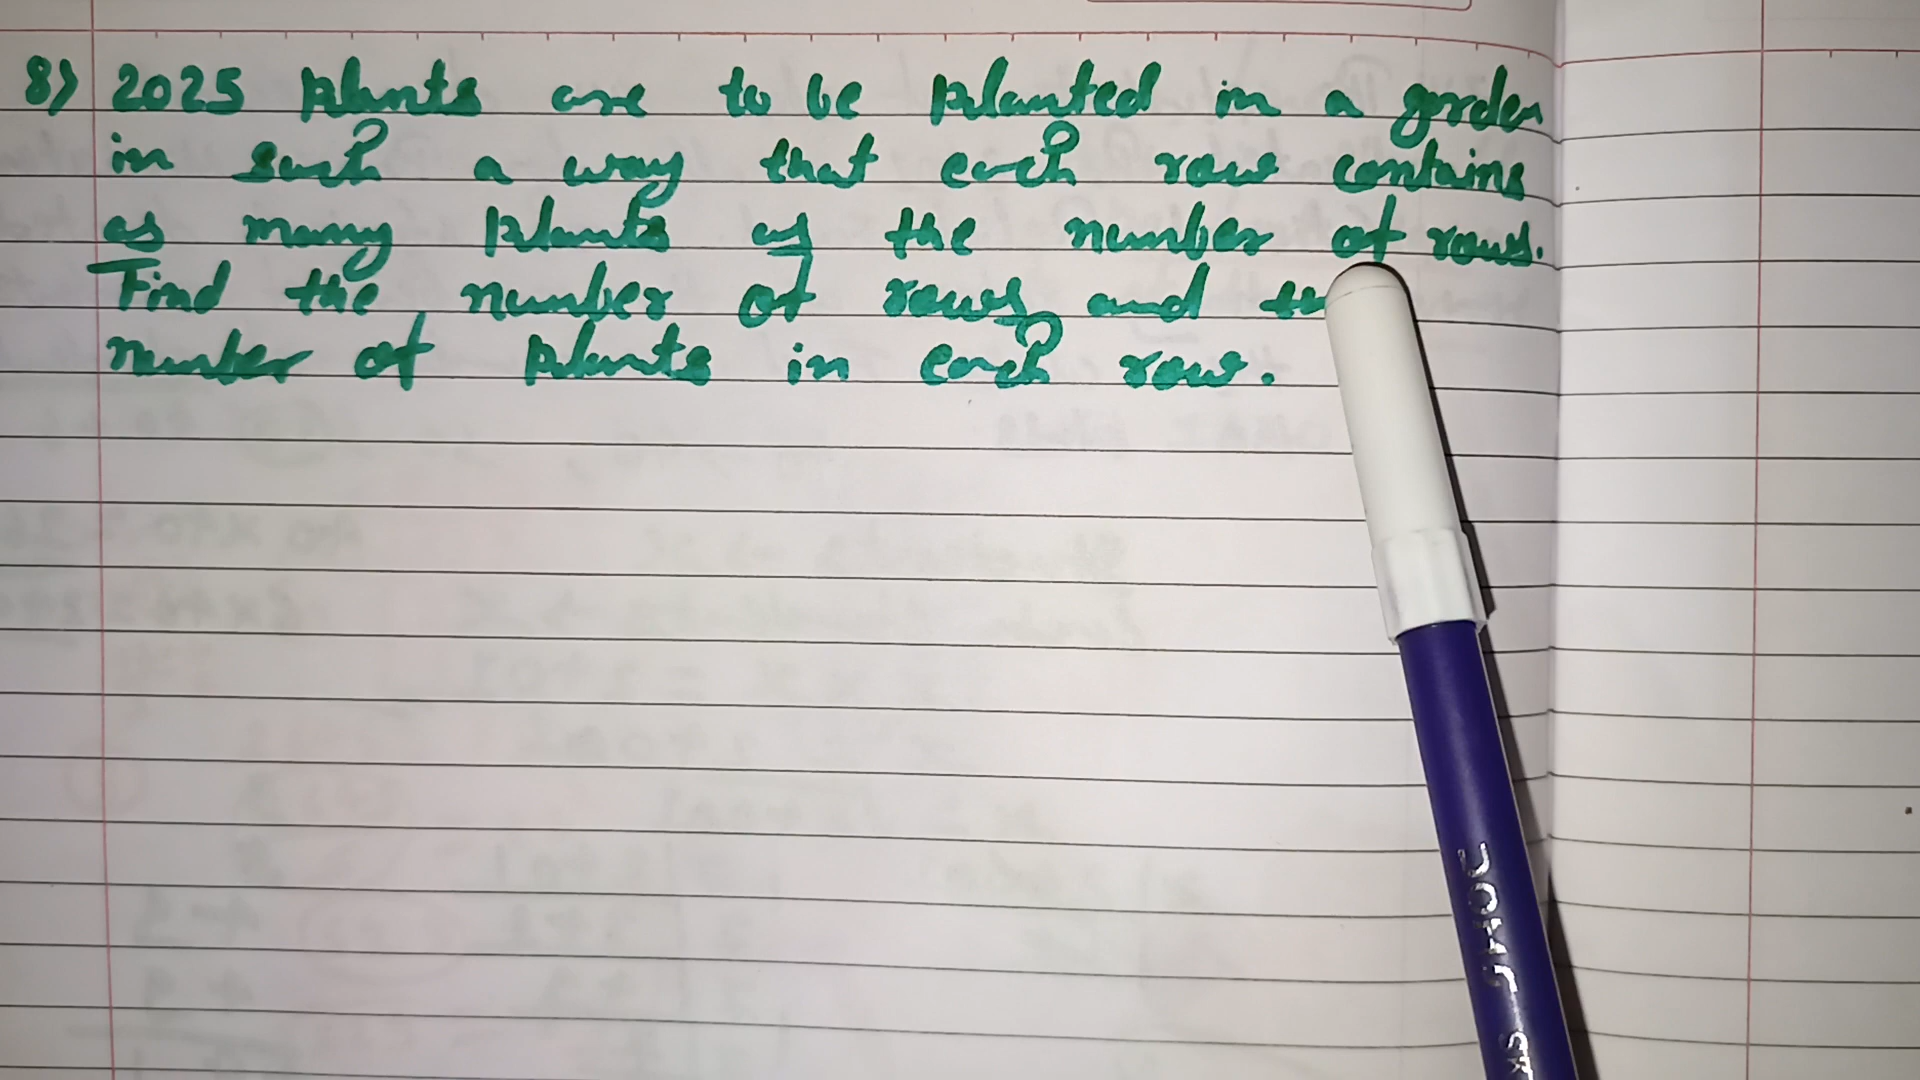 8) 2025 plants are to be planted in a garden
in such a way that each row contains
as many plants as the number of rows.
Find the number of rows and
number of plants in each row.